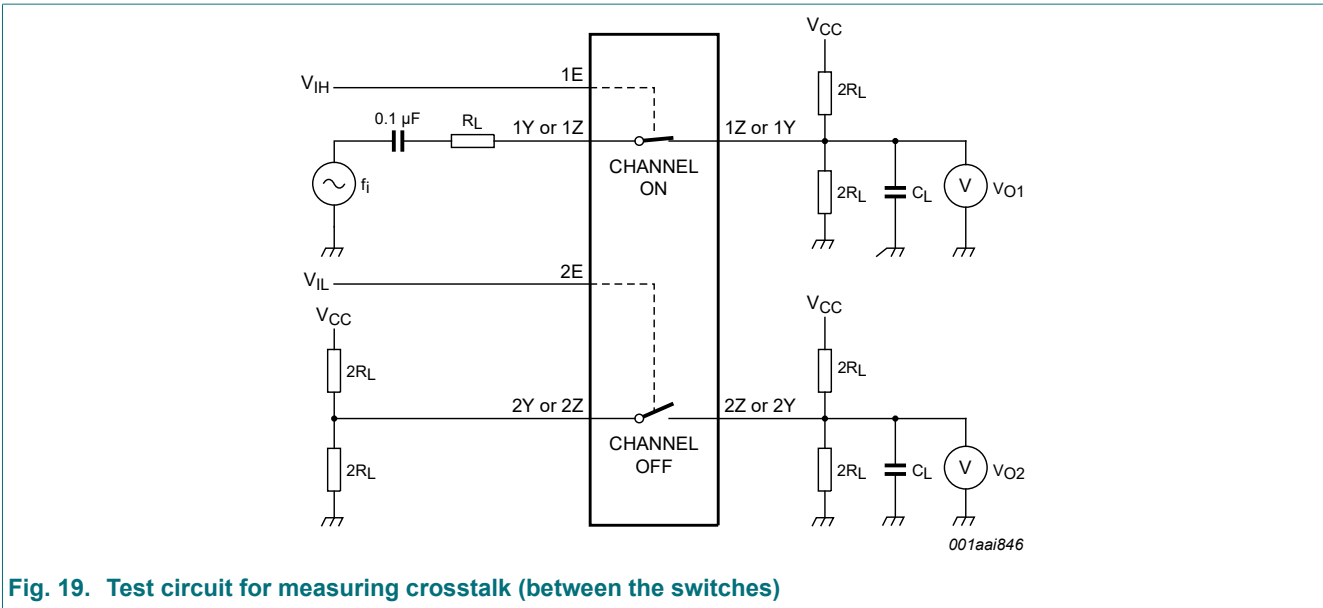 VCC
VIH
1E
2RL
0.1 µF
RL
1Y or 1Z
1Z or 1Y
CHANNEL
ON
fi
2RL
CL
V
VO1
VIL
2E
VCC
VCC
2RL
2RL
2Y or 2Z
2Z or 2Y
CHANNEL
OFF
2RL
2RL
CL
V
VO2
001aai846
Fig. 19. Test circuit for measuring crosstalk (between the switches)